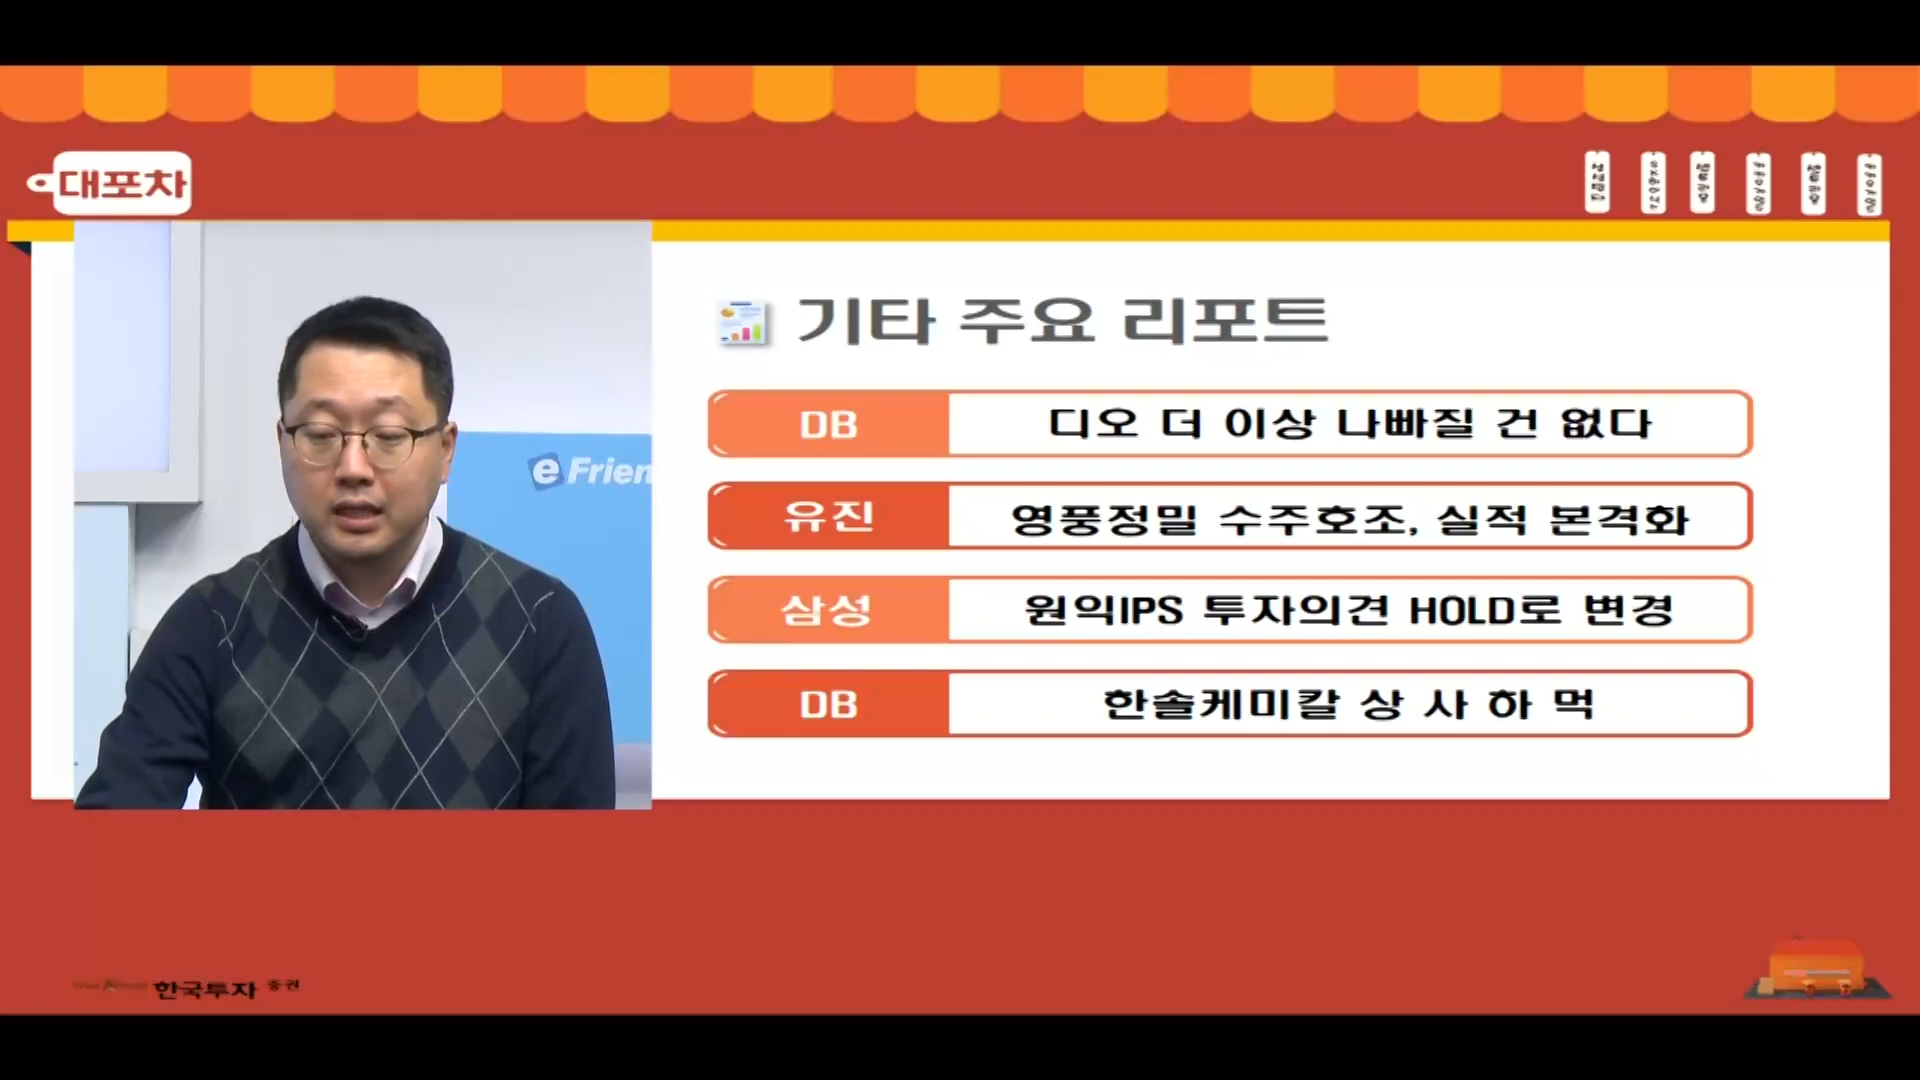 대포차
기타 주요 리포트
e Frien
DB
디오 더 이상 나빠질 건 없다
유진
영풍정밀 수주호조, 실적 본격화
삼성
원익IPS 투자의견 HOLD로 변경
DB
한솔케미칼 상 사 하 먹
한국투자 증권